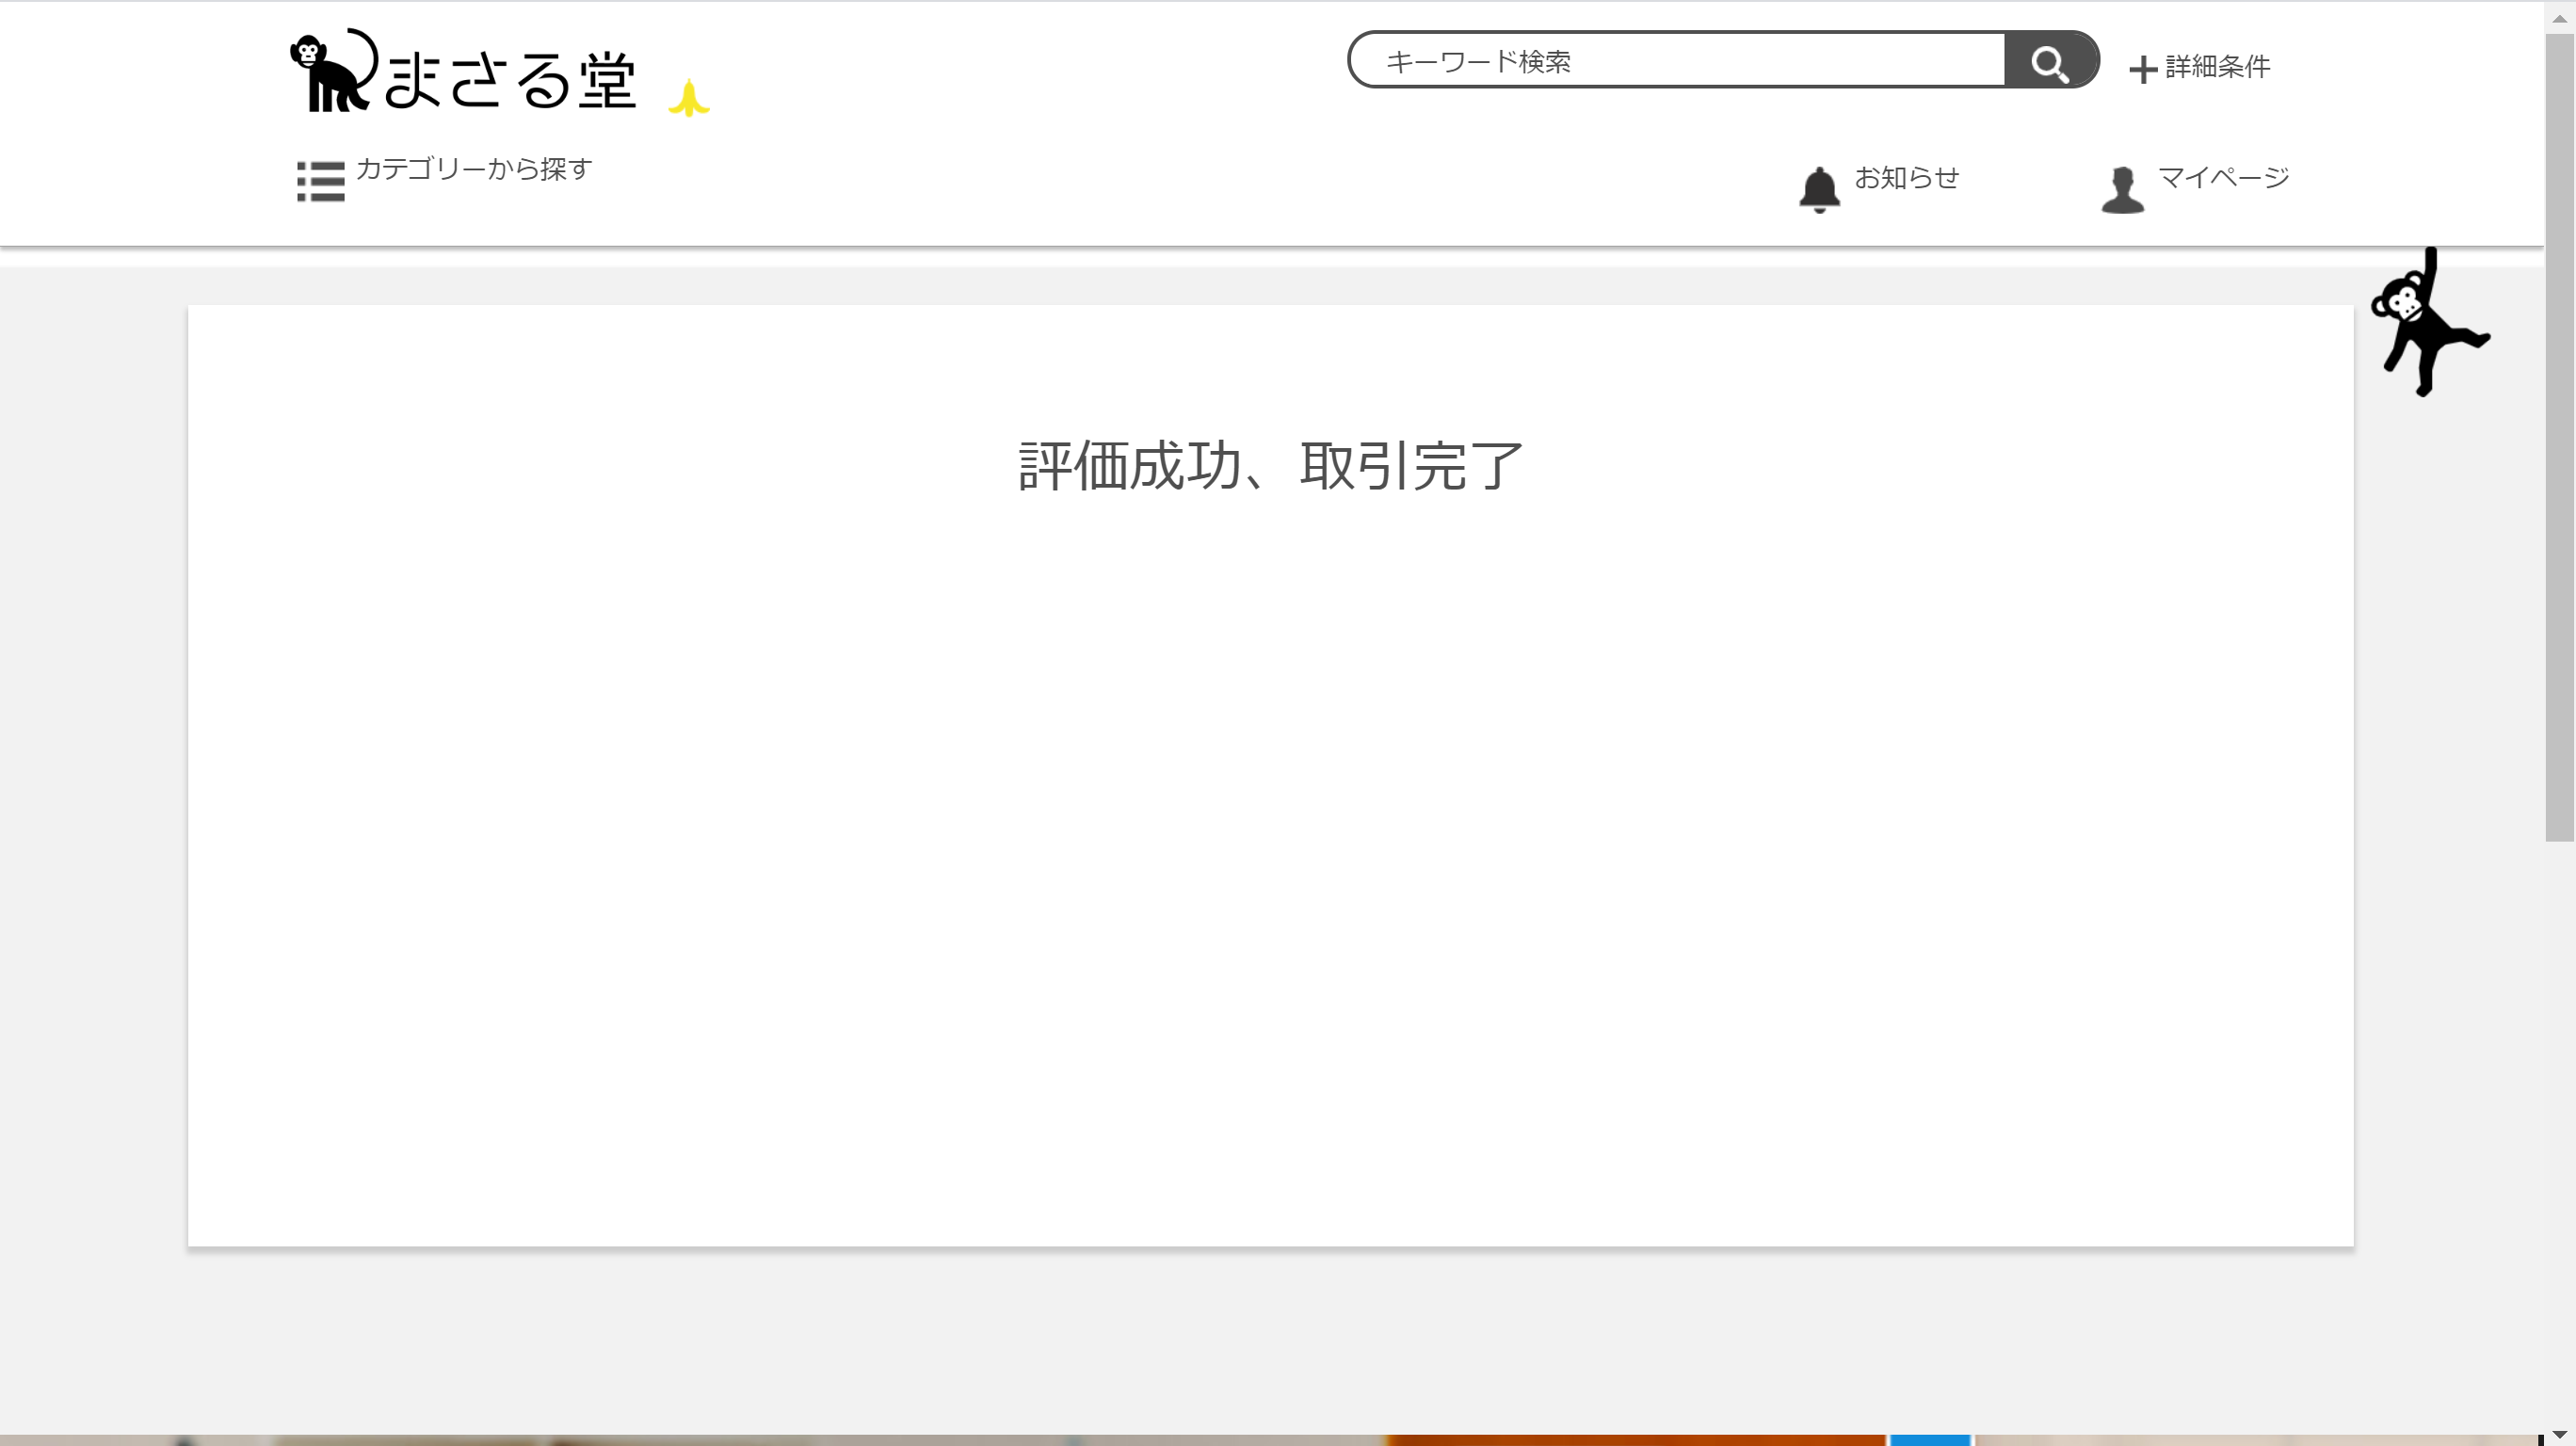 まさる堂
キーワード検索
詳細条件
カテゴリーから探す
お知らせ
マイページ
評価成功、取引完了